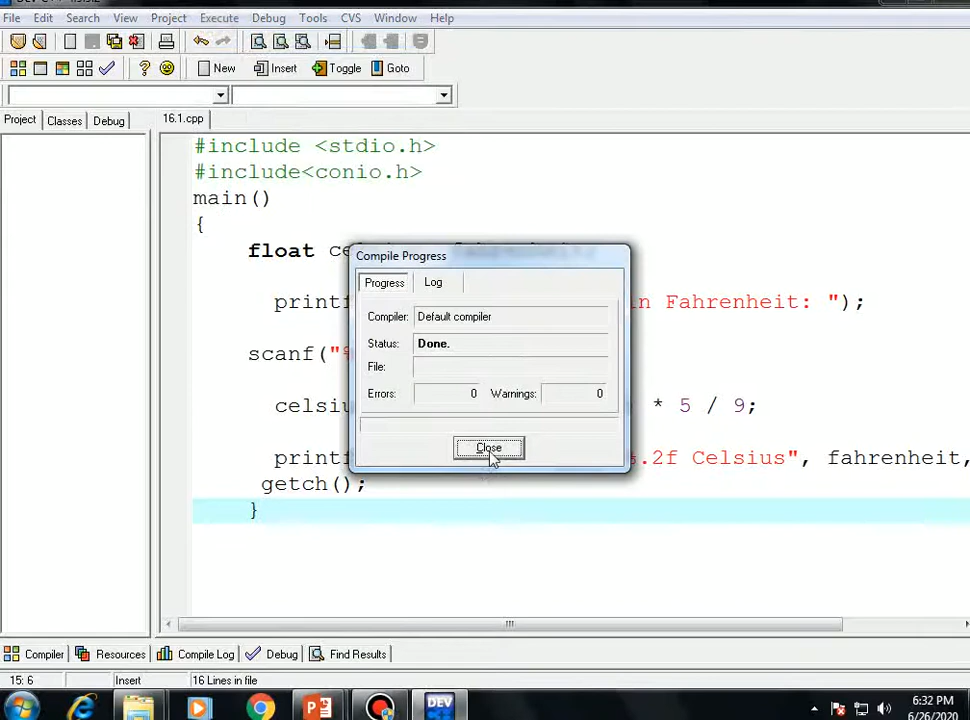 File Edit Search View Project Execute Debug Tools CVS Window Help
New Insert Toggle Goto
Project Classes Debug 16.1.cpp
#include <stdio.h>
#include<conio.h>
main()
{
float
printf in Fahrenheit: ");
scanf("%
celsiu * 5 / 9;
printf .2f Celsius", fahrenheit,
getch();
}
Compile Progress
Progress Log
Compiler: Default compiler
Status: Done.
File:
Errors: 0 Warnings: 0
Close
Compiler Resources Compile Log Debug Find Results
15: 6 Insert 16 Lines in file
DEV
6:32 PM
6/26/2020